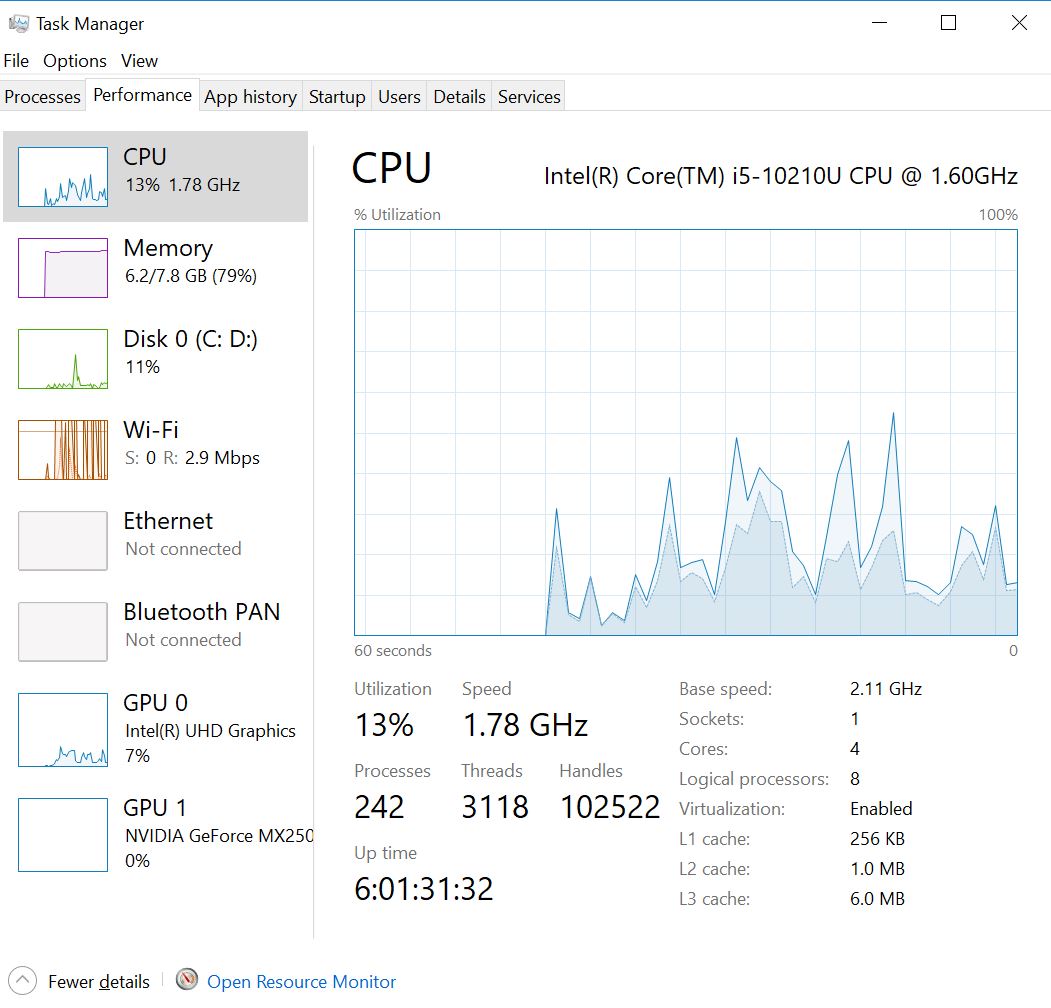 Task Manager
File Options View
Processes Performance App history Startup Users Details Services
CPU
13% 1.78 GHz
Memory
6.2/7.8 GB (79%)
Disk 0 (C: D:)
11%
Wi-Fi
S: 0 R: 2.9 Mbps
Ethernet
Not connected
Bluetooth PAN
Not connected
GPU 0
Intel(R) UHD Graphics
7%
GPU 1
NVIDIA GeForce MX250
0%
CPU
Intel(R) Core(TM) i5-10210U CPU @ 1.60GHz
% Utilization 100%
60 seconds 0
Utilization Speed
13% 1.78 GHz
Processes Threads Handles
242 3118 102522
Up time
6:01:31:32
Base speed: 2.11 GHz
Sockets: 1
Cores: 4
Logical processors: 8
Virtualization: Enabled
L1 cache: 256 KB
L2 cache: 1.0 MB
L3 cache: 6.0 MB
Fewer details Open Resource Monitor